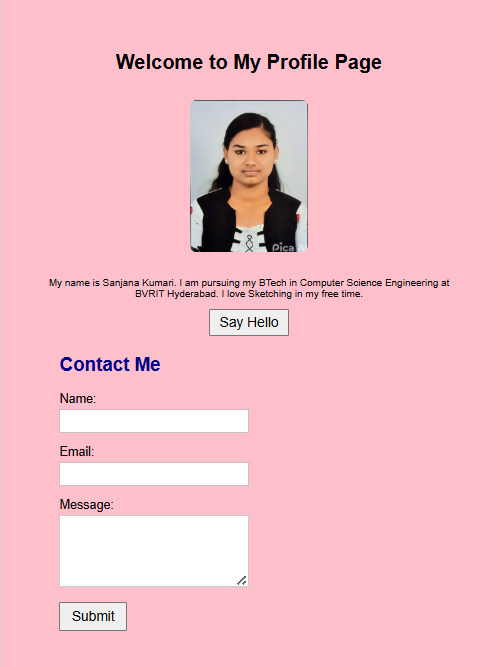 Welcome to My Profile Page
Pica
My name is Sanjana Kumari. I am pursuing my BTech in Computer Science Engineering at
BVRIT Hyderabad. I love Sketching in my free time.
Say Hello
Contact Me
Name:
Email:
Message:
Submit